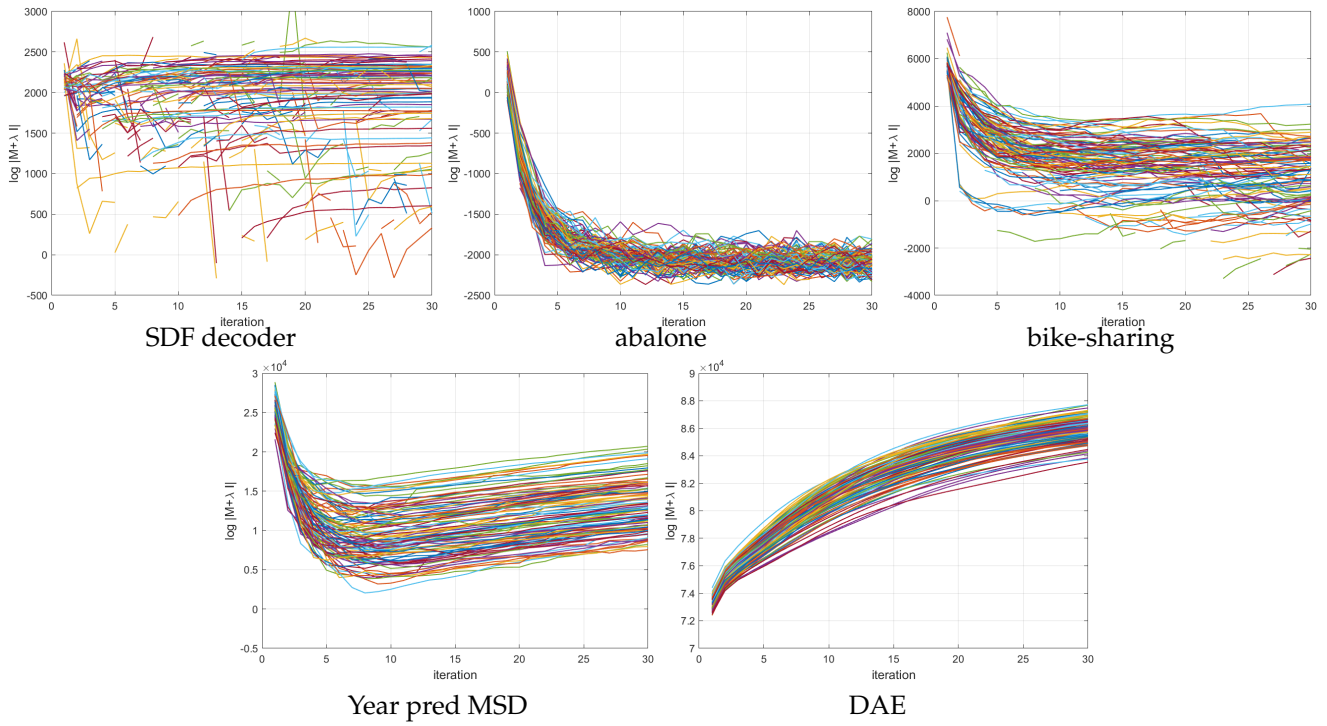 3000
2500
2000
1500
1000
500
0
-500
0 5 10 15 20 25 30
log |M+λ I|
iteration
SDF decoder
1000
500
0
-500
-1000
-1500
-2000
-2500
0 5 10 15 20 25 30
log |M+λ I|
iteration
abalone
8000
6000
4000
2000
0
-2000
-4000
0 5 10 15 20 25 30
log |M+λ I|
iteration
bike-sharing
×10⁴
3
2.5
2
1.5
1
0.5
0
-0.5
0 5 10 15 20 25 30
log |M+λ I|
iteration
Year pred MSD
×10⁴
9
8.8
8.6
8.4
8.2
8
7.8
7.6
7.4
7.2
7
0 5 10 15 20 25 30
log |M+λ I|
iteration
DAE